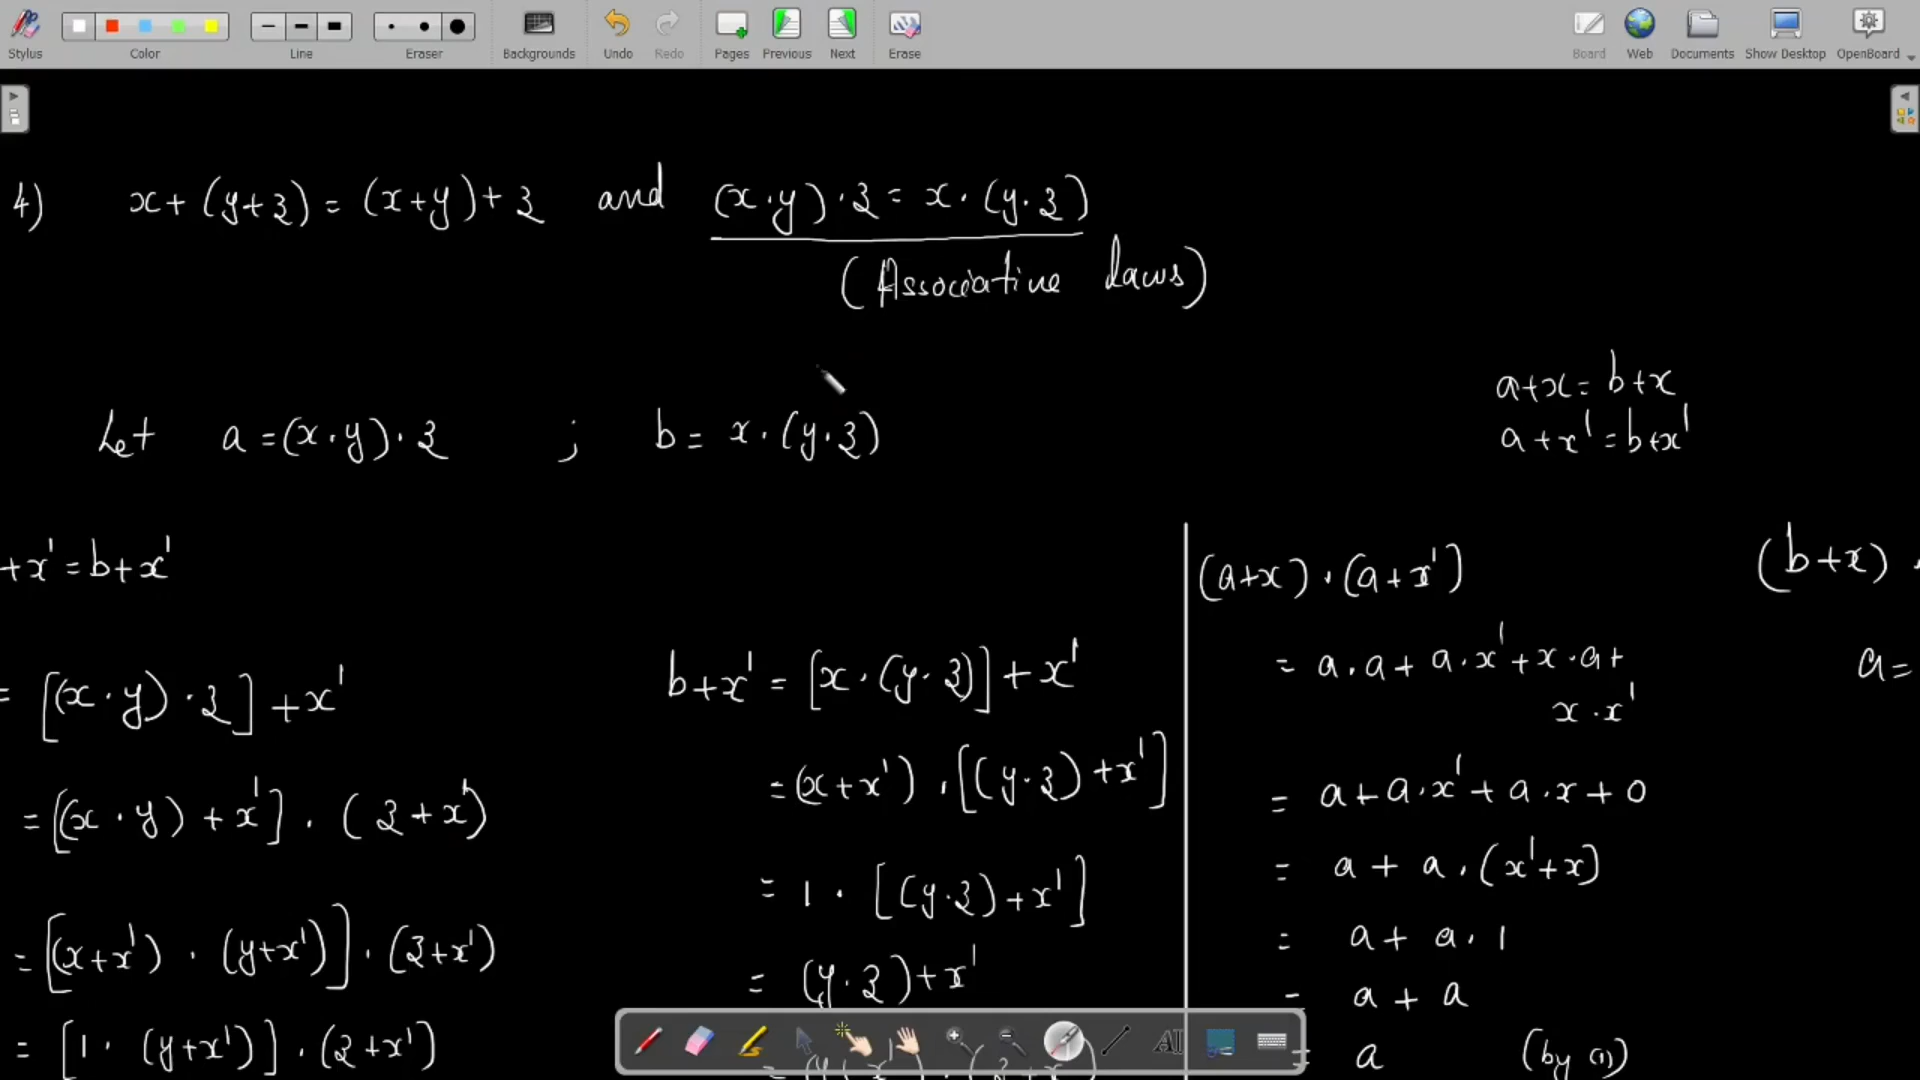 Stylus Color Line Eraser Backgrounds Undo Redo Pages Previous Next Erase Board Web Documents Show Desktop OpenBoard
4) x+(y+z)=(x+y)+z and (x·y)·z = x·(y·z)
(Associative laws)
a+x = b+x
a+x' = b+x'
Let a=(x·y)·z ; b= x·(y·z)
+x' = b+x'
= [(x·y)·z]+x'
= [(x·y)+x']·(z+x')
= [(x+x')·(y+x')]·(z+x')
= [1·(y+x')]·(z+x')
b+x' = [x·(y·z)]+x'
= (x+x')·[(y·z)+x']
= 1·[(y·z)+x']
= (y·z)+x'
(a+x)·(a+x')
= a.a + a.x' + x.a+
x.x'
= a+a.x'+a.x+0
= a + a.(x'+x)
= a + a.1
= a + a
= a (by (1))
(b+x) .
a=